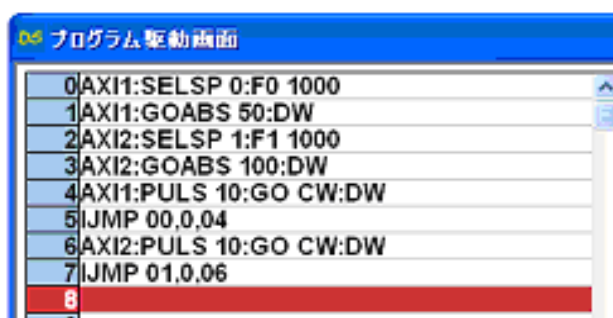 DS プログラム駆動画面
0 AXI1:SELSP 0:F0 1000
1 AXI1:GOABS 50:DW
2 AXI2:SELSP 1:F1 1000
3 AXI2:GOABS 100:DW
4 AXI1:PULS 10:GO CW:DW
5 IJMP 00,0,04
6 AXI2:PULS 10:GO CW:DW
7 IJMP 01,0,06
8